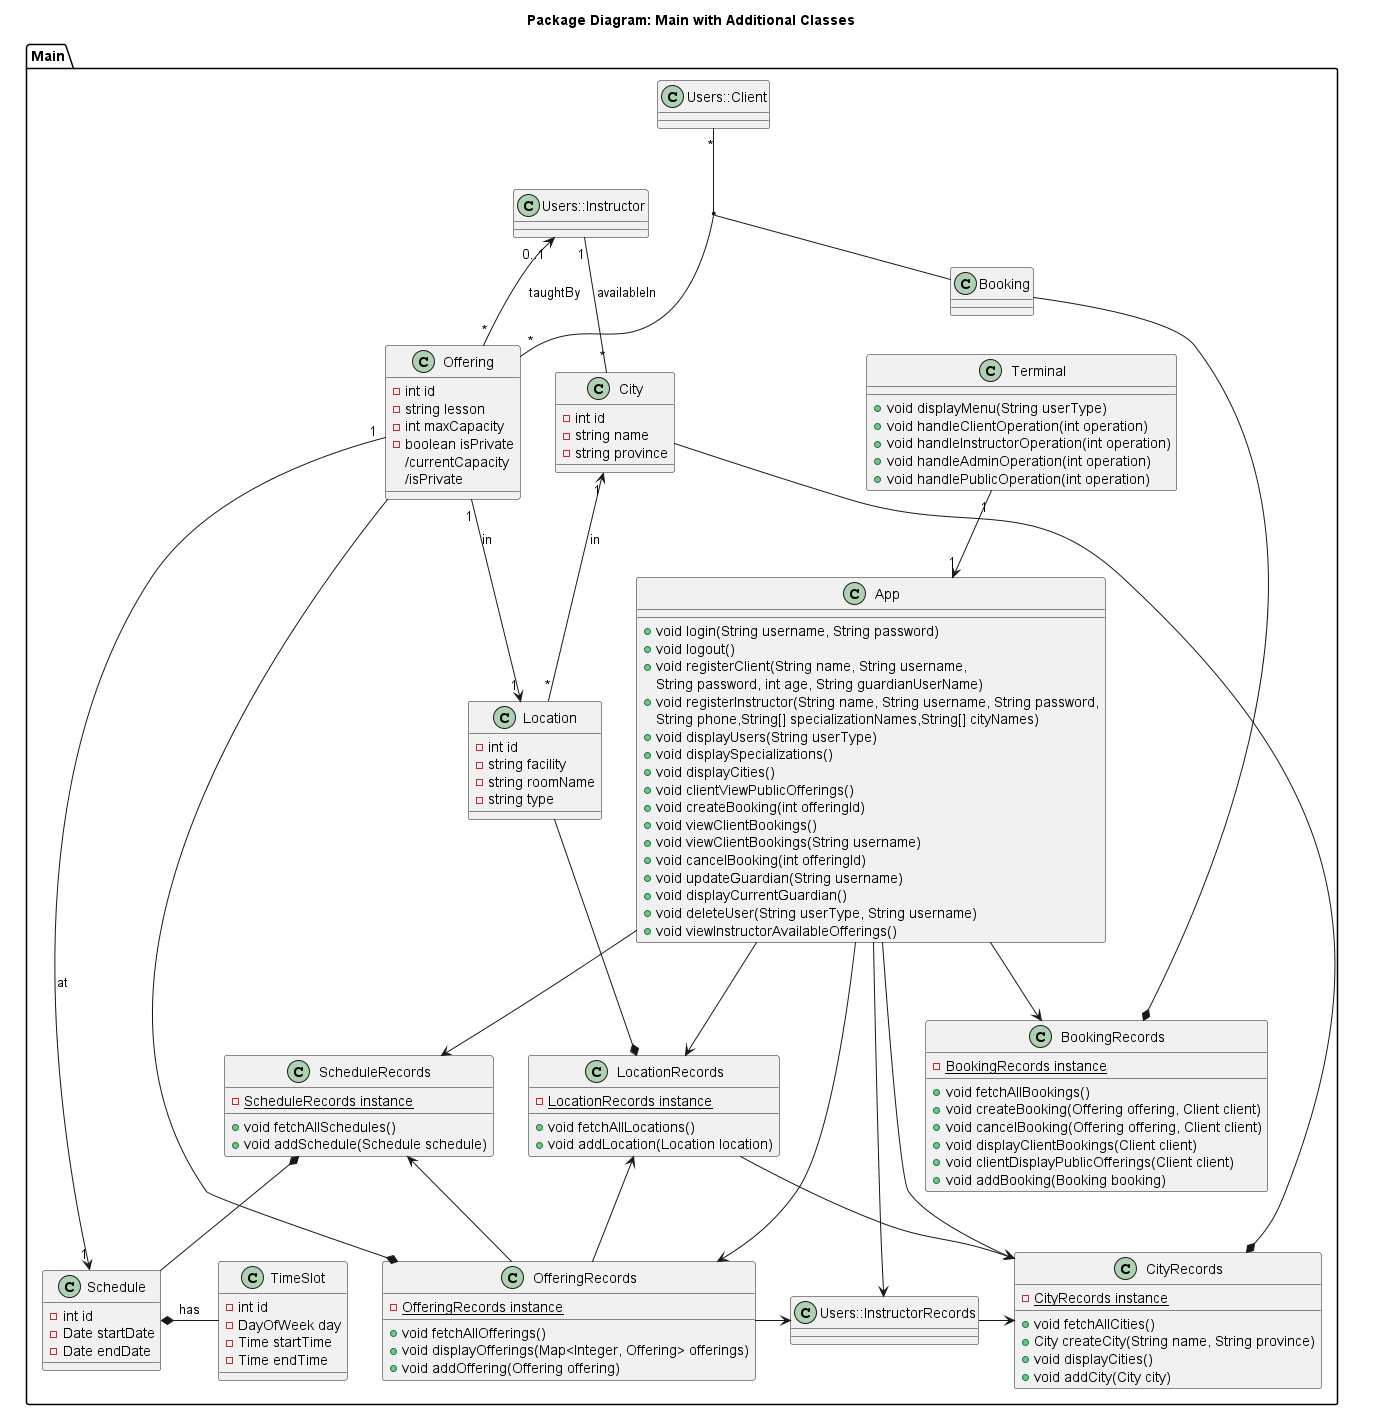 Package Diagram: Main with Additional Classes
Main
C Users::Client
*
C Users::Instructor
0..1
1
taughtBy
availableIn
*
*
*
C Booking
C Offering
int id
string lesson
int maxCapacity
boolean isPrivate
/currentCapacity
/isPrivate
1
1
in
C City
int id
string name
string province
1
in
*
C Terminal
void displayMenu(String userType)
void handleClientOperation(int operation)
void handleInstructorOperation(int operation)
void handleAdminOperation(int operation)
void handlePublicOperation(int operation)
1
1
C App
void login(String username, String password)
void logout()
void registerClient(String name, String username,
String password, int age, String guardianUserName)
void registerInstructor(String name, String username, String password,
String phone,String[] specializationNames,String[] cityNames)
void displayUsers(String userType)
void displaySpecializations()
void displayCities()
void clientViewPublicOfferings()
void createBooking(int offeringId)
void viewClientBookings()
void viewClientBookings(String username)
void cancelBooking(int offeringId)
void updateGuardian(String username)
void displayCurrentGuardian()
void deleteUser(String userType, String username)
void viewInstructorAvailableOfferings()
1
C Location
int id
string facility
string roomName
string type
at
1
C ScheduleRecords
ScheduleRecords instance
void fetchAllSchedules()
void addSchedule(Schedule schedule)
C LocationRecords
LocationRecords instance
void fetchAllLocations()
void addLocation(Location location)
C BookingRecords
BookingRecords instance
void fetchAllBookings()
void createBooking(Offering offering, Client client)
void cancelBooking(Offering offering, Client client)
void displayClientBookings(Client client)
void clientDisplayPublicOfferings(Client client)
void addBooking(Booking booking)
C Schedule
int id
Date startDate
Date endDate
has
C TimeSlot
int id
DayOfWeek day
Time startTime
Time endTime
C OfferingRecords
OfferingRecords instance
void fetchAllOfferings()
void displayOfferings(Map<Integer, Offering> offerings)
void addOffering(Offering offering)
C Users::InstructorRecords
C CityRecords
CityRecords instance
void fetchAllCities()
City createCity(String name, String province)
void displayCities()
void addCity(City city)